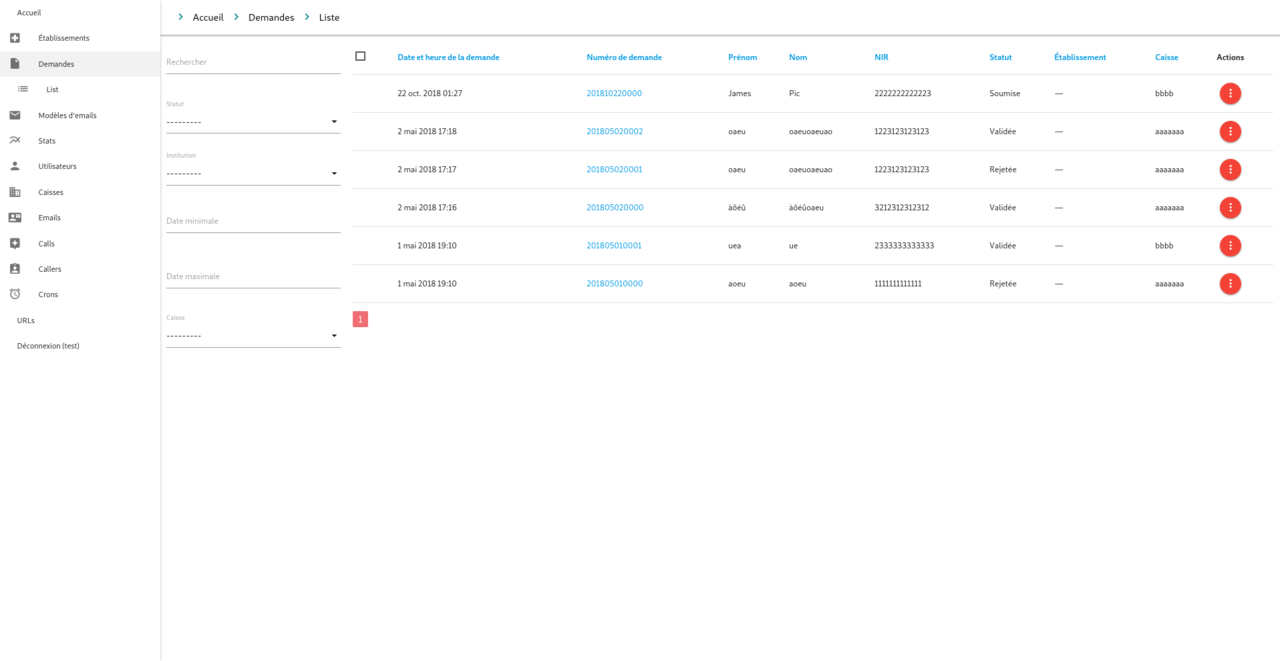 Accueil
Établissements
Demandes
List
Modèles d'emails
Stats
Utilisateurs
Caisses
Emails
Calls
Callers
Crons
URLs
Déconnexion (test)
Accueil Demandes Liste
Rechercher
Statut
---------
Institution
---------
Date minimale
Date maximale
Caisse
---------
Date et heure de la demande Numéro de demande Prénom Nom NIR Statut Établissement Caisse Actions
22 oct. 2018 01:27 201810220000 James Pic 2222222222223 Soumise — bbbb
2 mai 2018 17:18 201805020002 oaeu oaeuoaeuao 1223123123123 Validée — aaaaaaa
2 mai 2018 17:17 201805020001 oaeu oaeuoaeuao 1223123123123 Rejetée — aaaaaaa
2 mai 2018 17:16 201805020000 àôéû àôéûoaeu 3212312312312 Validée — aaaaaaa
1 mai 2018 19:10 201805010001 uea ue 2333333333333 Validée — bbbb
1 mai 2018 19:10 201805010000 aoeu aoeu 1111111111111 Rejetée — aaaaaaa
1